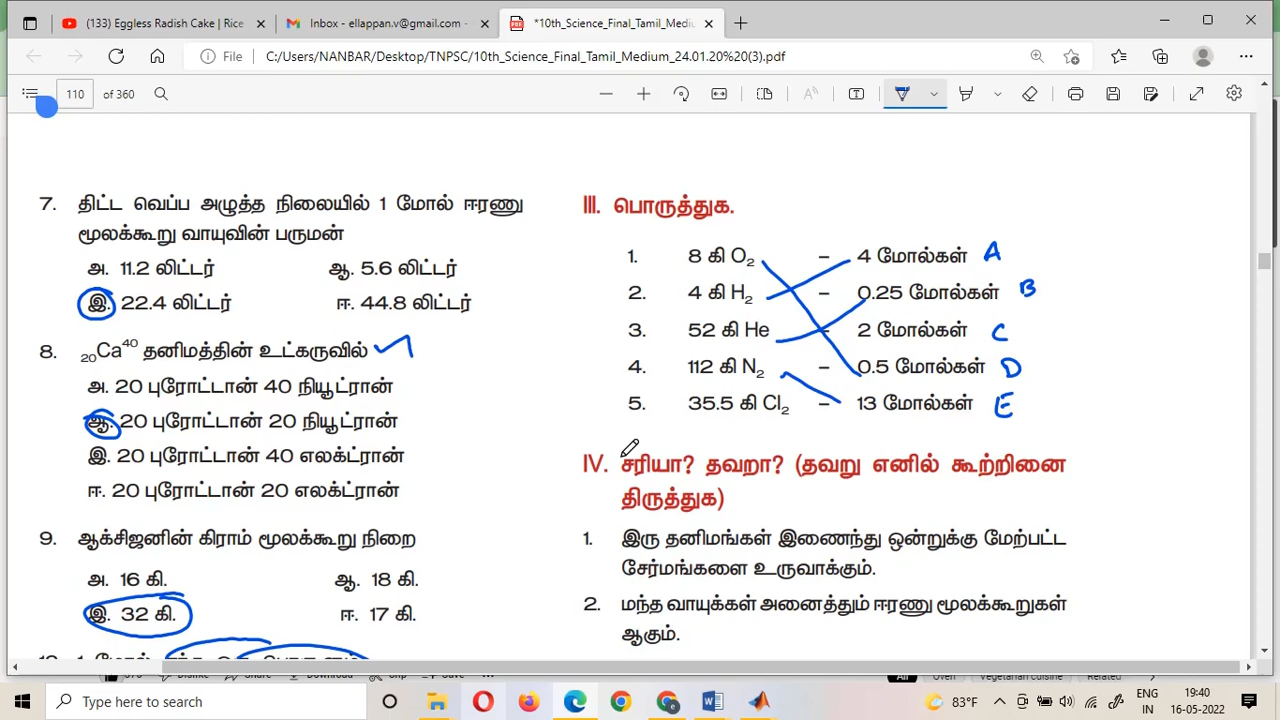 (133) Eggless Radish Cake | Rice
Inbox - ellappan.v@gmail.com -
*10th_Science_Final_Tamil_Mediu
File
C:/Users/NANBAR/Desktop/TNPSC/10th_Science_Final_Tamil_Medium_24.01.20%20(3).pdf
110 of 360
7. திட்ட வெப்ப அழுத்த நிலையில் 1 மோல் ஈரணு
மூலக்கூறு வாயுவின் பருமன்
அ. 11.2 லிட்டர் ஆ. 5.6 லிட்டர்
இ. 22.4 லிட்டர் ஈ. 44.8 லிட்டர்
8. ₂₀Ca⁴⁰ தனிமத்தின் உட்கருவில்
அ. 20 புரோட்டான் 40 நியூட்ரான்
ஆ. 20 புரோட்டான் 20 நியூட்ரான்
இ. 20 புரோட்டான் 40 எலக்ட்ரான்
ஈ. 20 புரோட்டான் 20 எலக்ட்ரான்
9. ஆக்சிஜனின் கிராம் மூலக்கூறு நிறை
அ. 16 கி. ஆ. 18 கி.
இ. 32 கி. ஈ. 17 கி.
III. பொருத்துக.
1. 8 கி O₂ – 4 மோல்கள் A
2. 4 கி H₂ – 0.25 மோல்கள் B
3. 52 கி He – 2 மோல்கள் C
4. 112 கி N₂ – 0.5 மோல்கள் D
5. 35.5 கி Cl₂ – 13 மோல்கள் E
IV. சரியா? தவறா? (தவறு எனில் கூற்றினை
திருத்துக)
1. இரு தனிமங்கள் இணைந்து ஒன்றுக்கு மேற்பட்ட
சேர்மங்களை உருவாக்கும்.
2. மந்த வாயுக்கள் அனைத்தும் ஈரணு மூலக்கூறுகள்
ஆகும்.
Type here to search
83°F
ENG
IN
19:40
16-05-2022